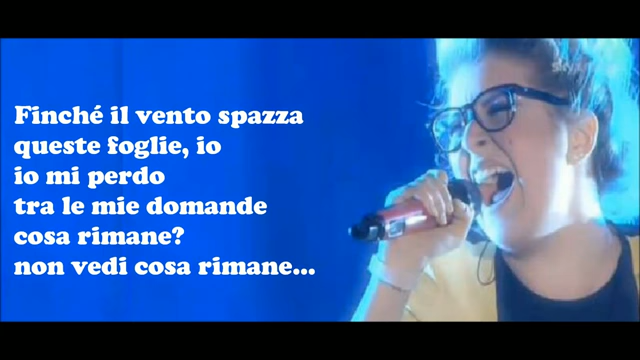 Finché il vento spazza
queste foglie, io
io mi perdo
tra le mie domande
cosa rimane?
non vedi cosa rimane...
sky